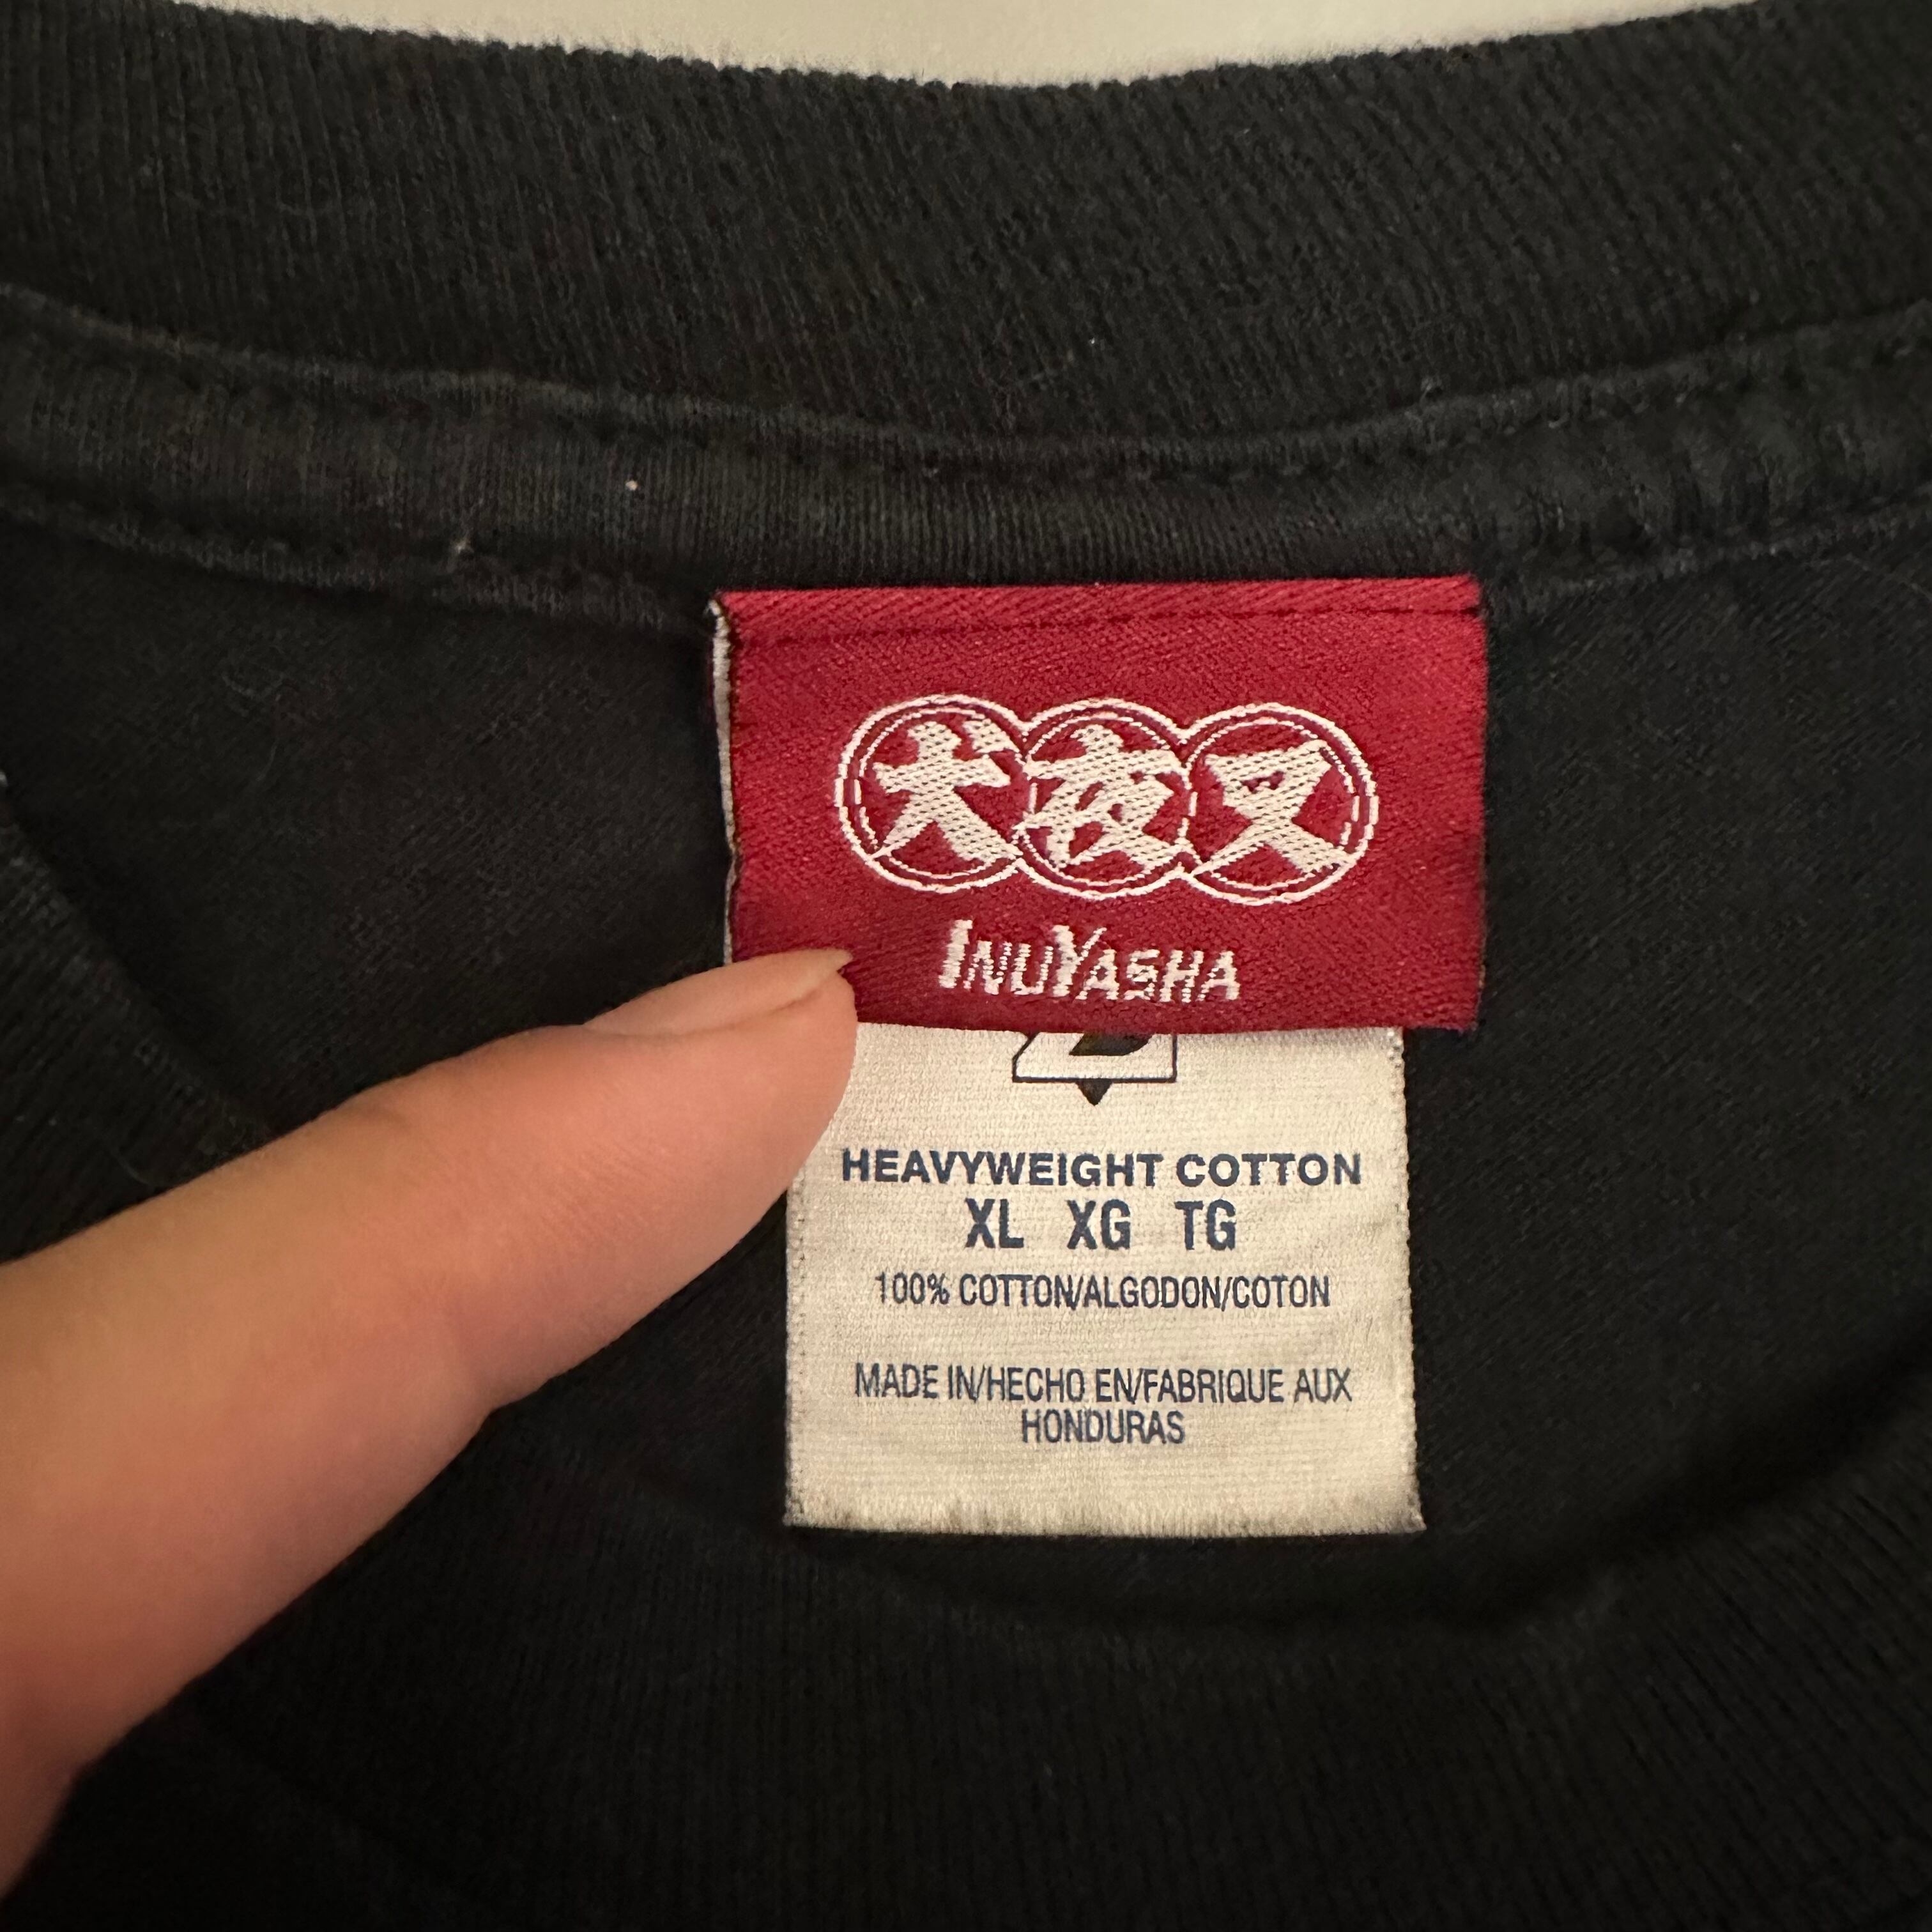 犬夜叉
INUYASHA
HEAVYWEIGHT COTTON
XL XG TG
100% COTTON/ALGODON/COTON
MADE IN/HECHO EN/FABRIQUE AUX
HONDURAS